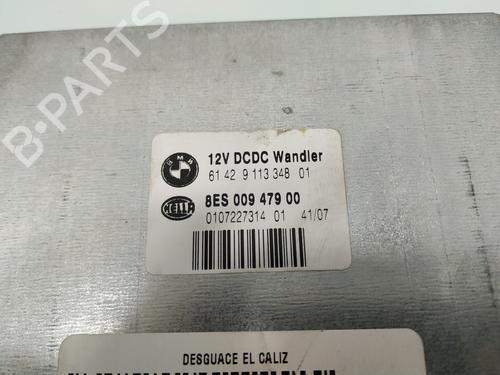 B-PARTS
BMW
12V DCDC Wandler
61 42 9 113 348 01
HELLA
8ES 009 479 00
0107227314 01 41/07
DESGUACE EL CALIZ